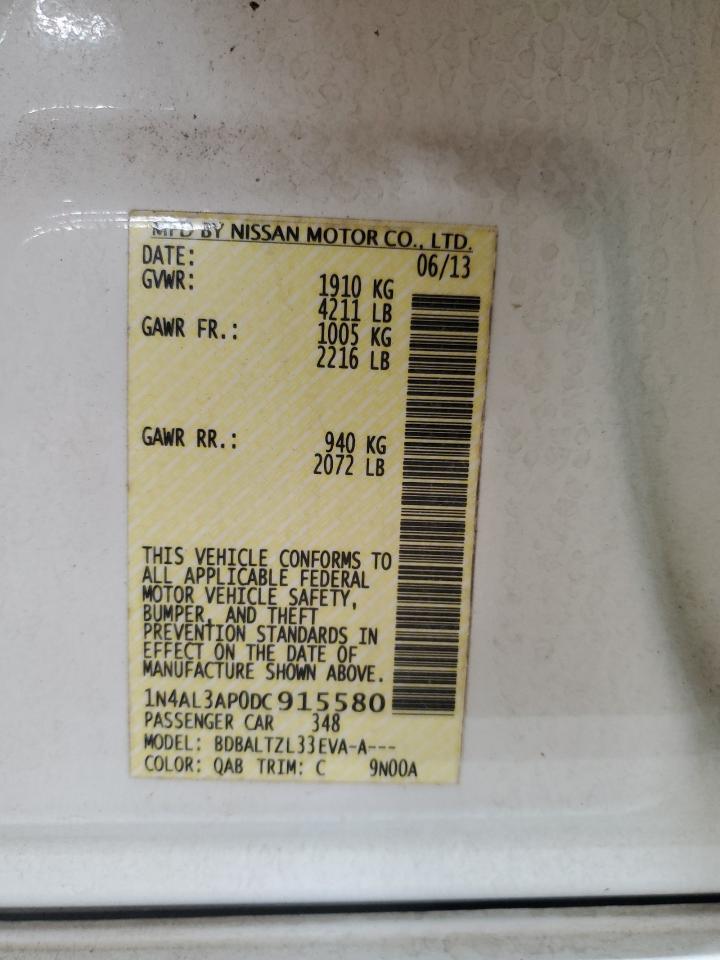 MFD BY NISSAN MOTOR CO., LTD.
DATE: 06/13
GVWR: 1910 KG
4211 LB
GAWR FR.: 1005 KG
2216 LB
GAWR RR.: 940 KG
2072 LB
THIS VEHICLE CONFORMS TO
ALL APPLICABLE FEDERAL
MOTOR VEHICLE SAFETY,
BUMPER, AND THEFT
PREVENTION STANDARDS IN
EFFECT ON THE DATE OF
MANUFACTURE SHOWN ABOVE.
1N4AL3AP0DC915580
PASSENGER CAR 348
MODEL: BDBALTZL33EVA-A---
COLOR: QAB TRIM: C 9N00A